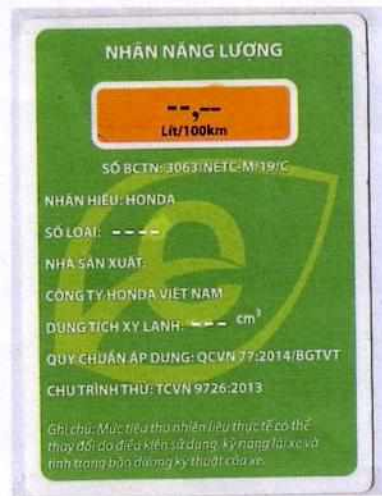 NHÃN NĂNG LƯỢNG
--,--
Lít/100km
SỐ BCTN: 3063/NETC-M/19/C
NHÃN HIỆU: HONDA
SỐ LOẠI: ----
NHÀ SẢN XUẤT:
CÔNG TY HONDA VIỆT NAM
DUNG TÍCH XY LANH: --- cm³
QUY CHUẨN ÁP DỤNG: QCVN 77:2014/BGTVT
CHU TRÌNH THỬ: TCVN 9726:2013
Ghi chú: Mức tiêu thụ nhiên liệu thực tế có thể
thay đổi do điều kiện sử dụng, kỹ năng lái xe và
tình trạng bảo dưỡng kỹ thuật của xe.